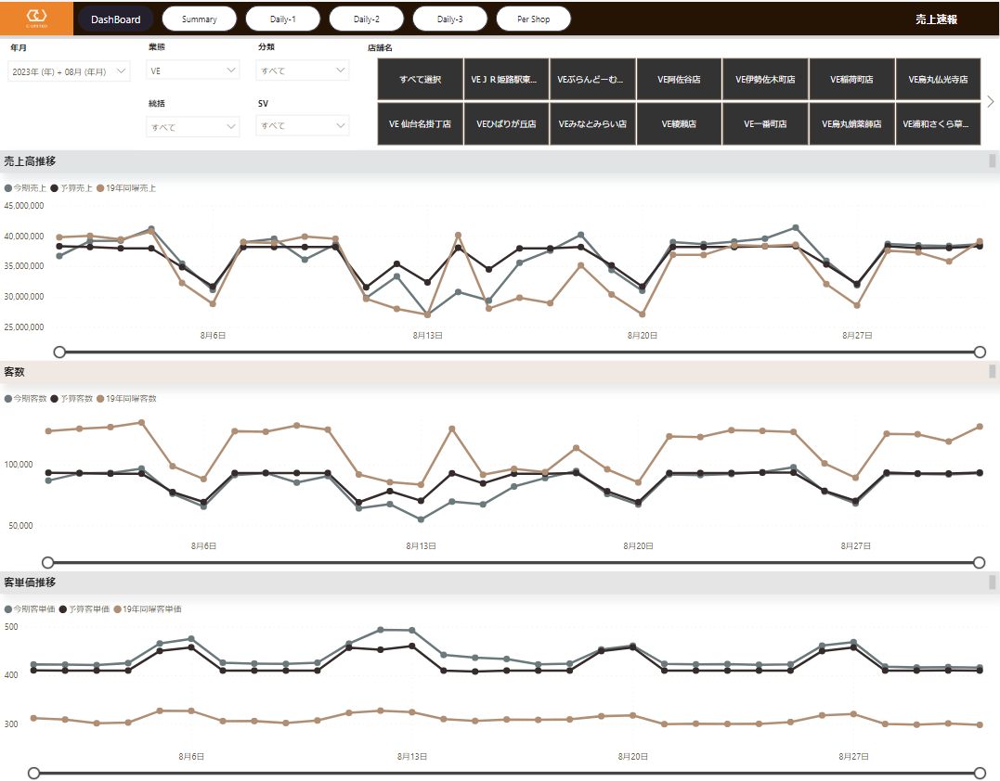 DashBoard Summary Daily-1 Daily-2 Daily-3 Per Shop 売上速報
年月 業態 分類 店舗名
2023年 (年) + 08月 (年月) VE すべて
統括 SV
すべて すべて
すべて選択 VEＪＲ姫路駅東... VEぶらんどーむ... VE阿佐谷店 VE伊勢佐木町店 VE稲荷町店 VE烏丸仏光寺店
VE 仙台名掛丁店 VEひばりが丘店 VEみなとみらい店 VE綾瀬店 VE一番町店 VE烏丸蛸薬師店 VE浦和さくら草...
売上高推移
今期売上 予算売上 19年同曜売上
45,000,000
40,000,000
35,000,000
30,000,000
25,000,000
8月6日 8月13日 8月20日 8月27日
客数
今期客数 予算客数 19年同曜客数
100,000
50,000
8月6日 8月13日 8月20日 8月27日
客単価推移
今期客単価 予算客単価 19年同曜客単価
500
400
300
8月6日 8月13日 8月20日 8月27日